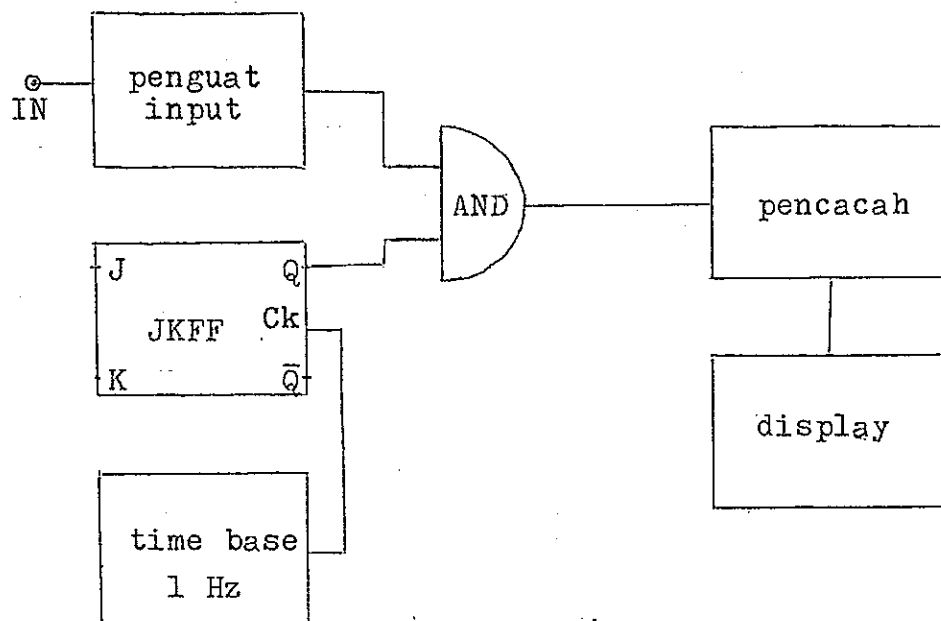 penguat
input
IN
AND
pencacah
J Q
Ck
JKFF
K Q̅
display
time base
1 Hz